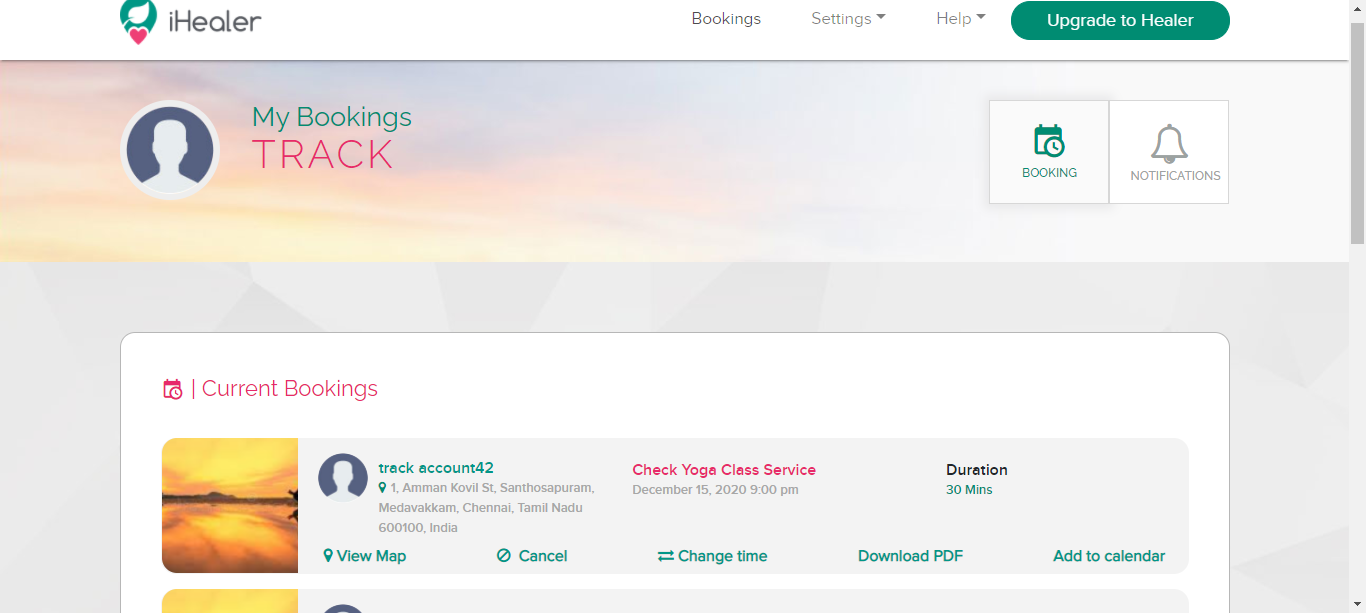 iHealer
Bookings
Settings
Help
Upgrade to Healer
My Bookings
TRACK
BOOKING
NOTIFICATIONS
| Current Bookings
track account42
1, Amman Kovil St, Santhosapuram,
Medavakkam, Chennai, Tamil Nadu
600100, India
Check Yoga Class Service
December 15, 2020 9:00 pm
Duration
30 Mins
View Map
Cancel
Change time
Download PDF
Add to calendar